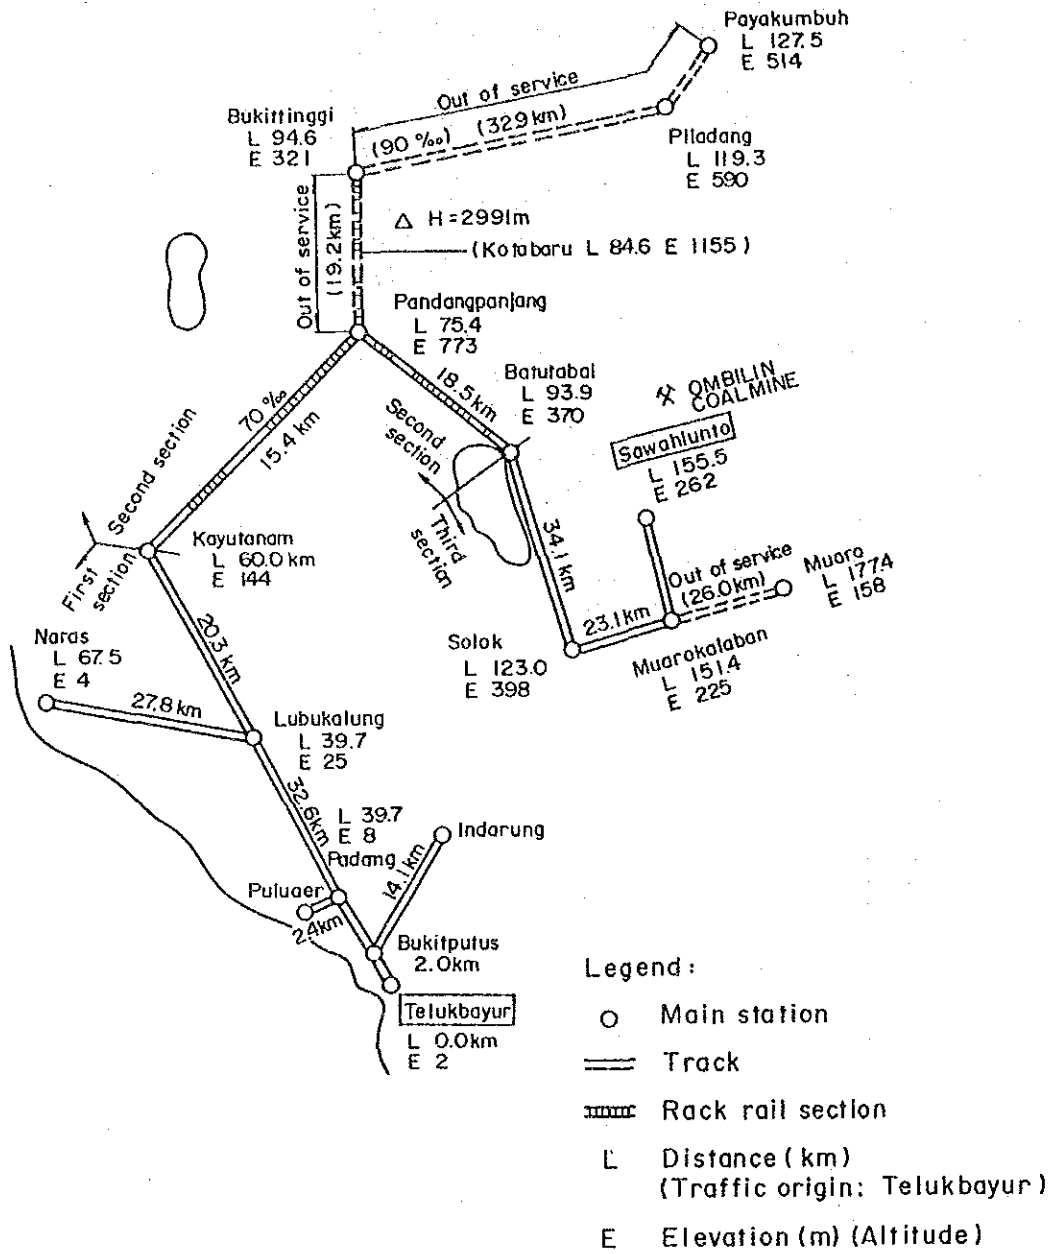 Payakumbuh
L 127.5
E 514
Out of service
(90 ‰) (32.9 km)
Bukittinggi
L 94.6
E 321
Piladang
L 119.3
E 590
Out of service
(19.2 km)
△ H=2991m
(Kotabaru L 84.6 E 1155)
Pandangpanjang
L 75.4
E 773
18.5 km
Batutabal
L 93.9
E 370
OMBILIN
COALMINE
Sawahlunto
L 155.5
E 262
70 ‰
15.4 km
Second section
First section
Second section
Third section
34.1 km
Kayutanam
L 60.0 km
E 144
Out of service
(26.0 km)
Muaro
L 177.4
E 158
23.1 km
Solok
L 123.0
E 398
Muarokalaban
L 151.4
E 225
Naras
L 67.5
E 4
27.8 km
20.3 km
Lubukalung
L 39.7
E 25
32.6 km
L 39.7
E 8
Padang
Indarung
14.1 km
Puluaer
2.4 km
Bukitputus
2.0 km
Telukbayur
L 0.0 km
E 2
Legend :
Main station
Track
Rack rail section
L Distance (km)
(Traffic origin: Telukbayur)
E Elevation (m) (Altitude)